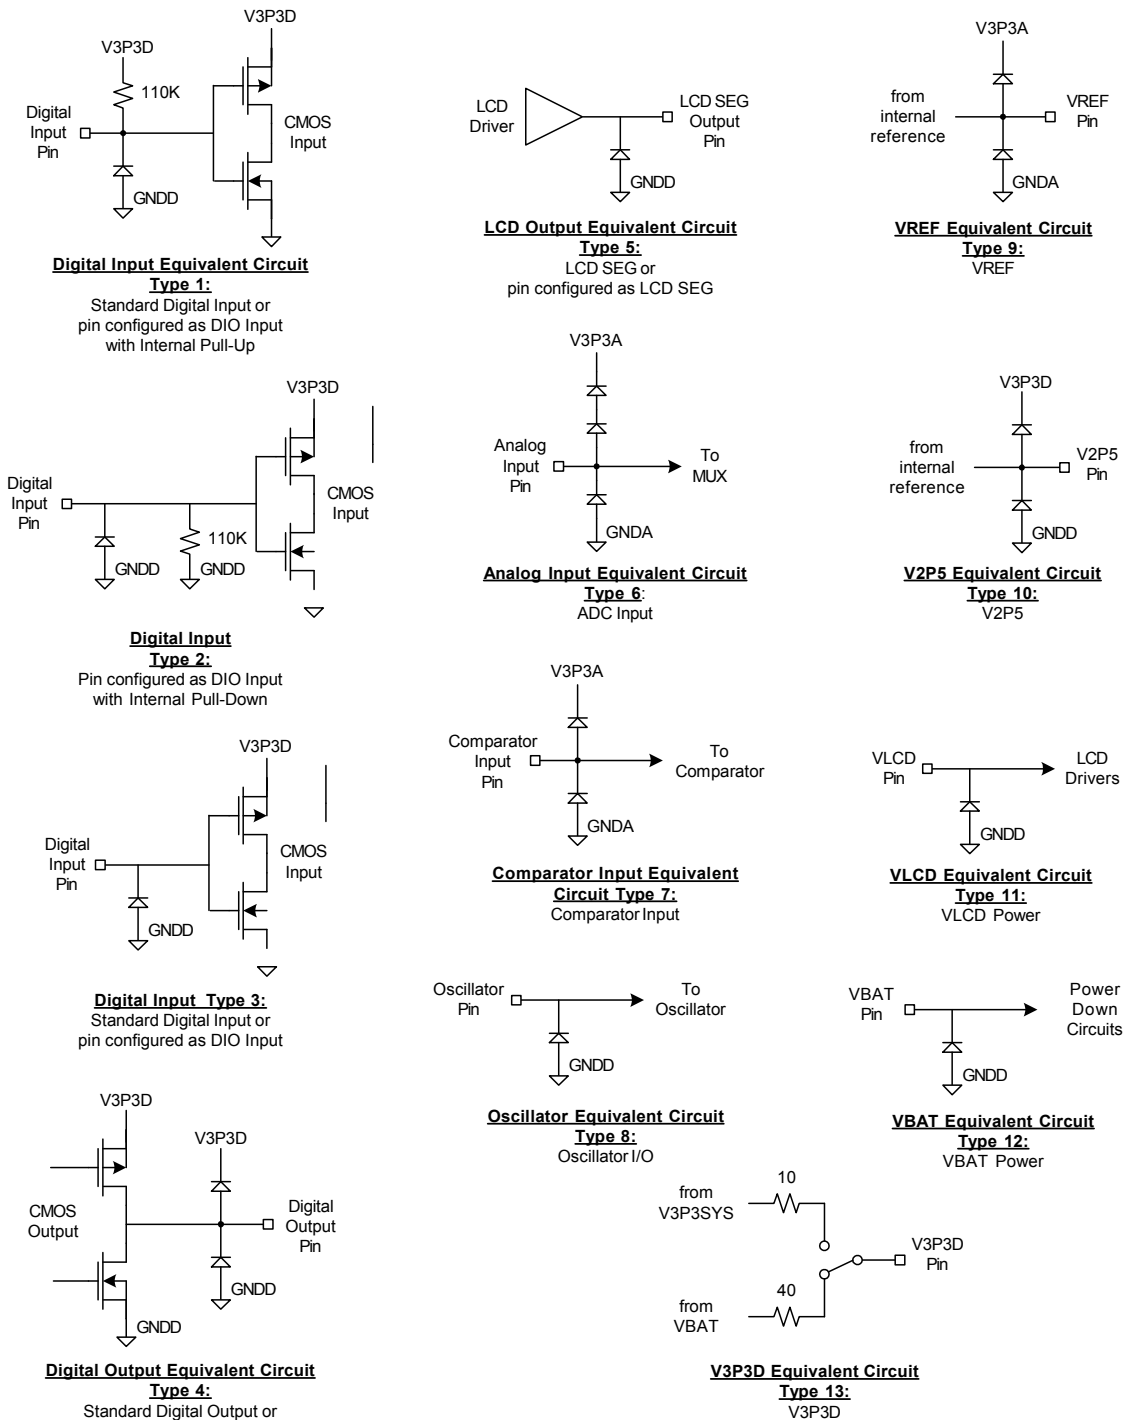 V3P3D
V3P3D
110K
Digital
Input
Pin
CMOS
Input
GNDD
Digital Input Equivalent Circuit
Type 1:
Standard Digital Input or
pin configured as DIO Input
with Internal Pull-Up
V3P3D
Digital
Input
Pin
CMOS
Input
110K
GNDD
GNDD
Digital Input
Type 2:
Pin configured as DIO Input
with Internal Pull-Down
V3P3D
Digital
Input
Pin
CMOS
Input
GNDD
Digital Input Type 3:
Standard Digital Input or
pin configured as DIO Input
V3P3D
V3P3D
CMOS
Output
Digital
Output
Pin
GNDD
GNDD
Digital Output Equivalent Circuit
Type 4:
Standard Digital Output or
LCD
Driver
LCD SEG
Output
Pin
GNDD
LCD Output Equivalent Circuit
Type 5:
LCD SEG or
pin configured as LCD SEG
V3P3A
Analog
Input
Pin
To
MUX
GNDA
Analog Input Equivalent Circuit
Type 6:
ADC Input
V3P3A
Comparator
Input
Pin
To
Comparator
GNDA
Comparator Input Equivalent
Circuit Type 7:
Comparator Input
Oscillator
Pin
To
Oscillator
GNDD
Oscillator Equivalent Circuit
Type 8:
Oscillator I/O
V3P3A
from
internal
reference
VREF
Pin
GNDA
VREF Equivalent Circuit
Type 9:
VREF
V3P3D
from
internal
reference
V2P5
Pin
GNDD
V2P5 Equivalent Circuit
Type 10:
V2P5
VLCD
Pin
LCD
Drivers
GNDD
VLCD Equivalent Circuit
Type 11:
VLCD Power
VBAT
Pin
Power
Down
Circuits
GNDD
VBAT Equivalent Circuit
Type 12:
VBAT Power
10
from
V3P3SYS
V3P3D
Pin
40
from
VBAT
V3P3D Equivalent Circuit
Type 13:
V3P3D